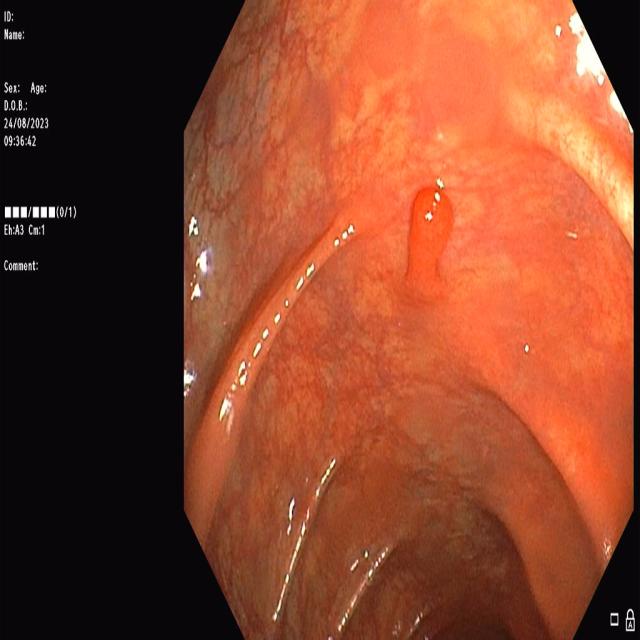 ID:
Name:
Sex: Age:
D.O.B.:
24/08/2023
09:36:42
■■■/■■■(0/1)
Eh:A3 Cm:1
Comment: